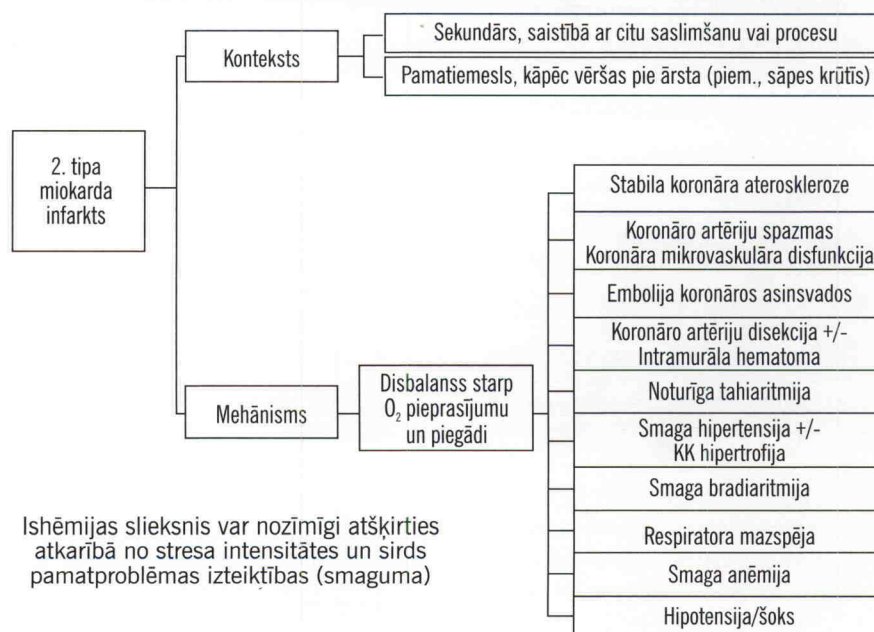 Konteksts
Sekundārs, saistībā ar citu saslimšanu vai procesu
Pamatiemesls, kāpēc vēršas pie ārsta (piem., sāpes krūtīs)
2. tipa
miokarda
infarkts
Mehānisms
Disbalanss starp
O₂ pieprasījumu
un piegādi
Stabila koronāra ateroskleroze
Koronāro artēriju spazmas
Koronāra mikrovaskulāra disfunkcija
Embolija koronāros asinsvados
Koronāro artēriju disekcija +/-
Intramurāla hematoma
Noturīga tahiaritmija
Smaga hipertensija +/-
KK hipertrofija
Smaga bradiaritmija
Respiratora mazspēja
Smaga anēmija
Hipotensija/šoks
Ishēmijas slieksnis var nozīmīgi atšķirties
atkarībā no stresa intensitātes un sirds
pamatproblēmas izteiktības (smaguma)